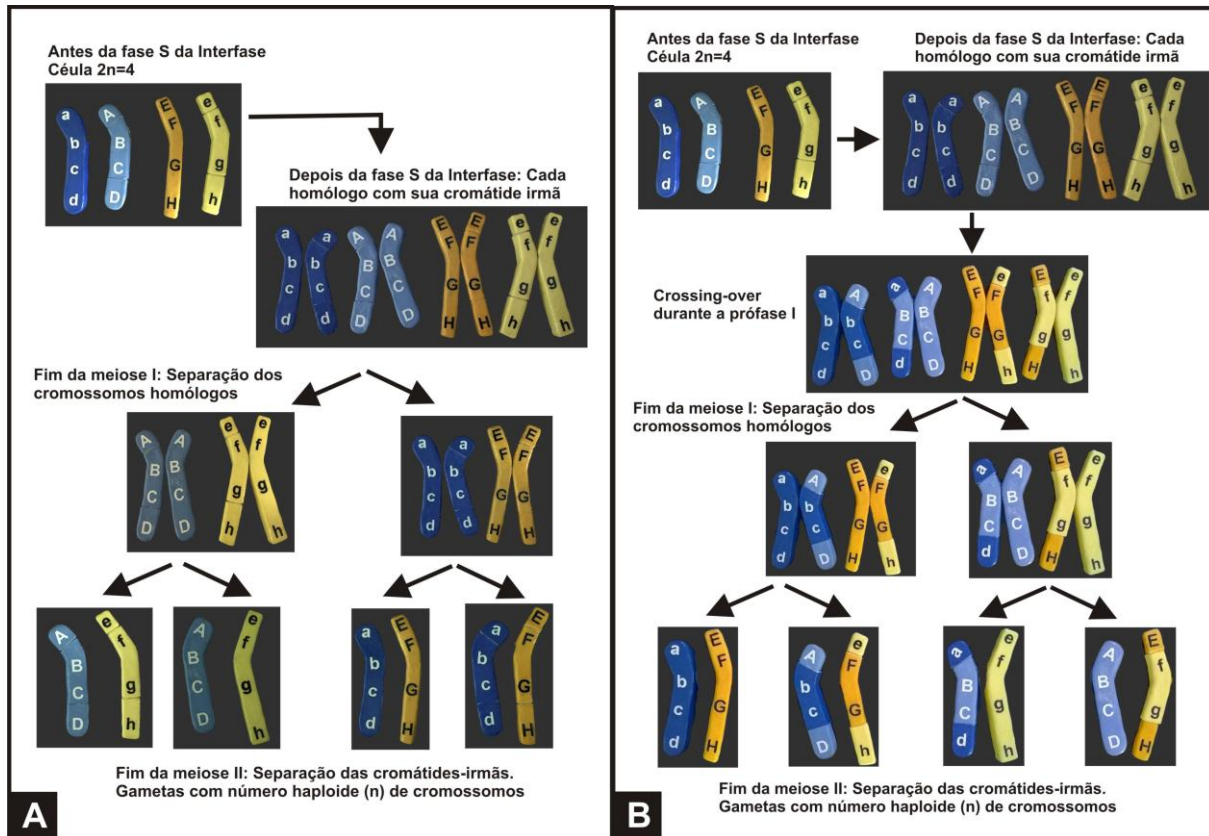 Antes da fase S da Interfase
Céula 2n=4
a A E e
b B F f
c C G g
d D H h
Depois da fase S da Interfase: Cada
homólogo com sua cromátide irmã
a a A A E E e e
b b B B F F f f
c c C C G G g g
d d D D H H h h
Fim da meiose I: Separação dos
cromossomos homólogos
A A e e
B B f f
C C g g
D D h h
a a E E
b b F F
c c G G
d d H H
A e
B f
C g
D h
A e
B f
C g
D h
a E
b F
c G
d H
a E
b F
c G
d H
Fim da meiose II: Separação das cromátides-irmãs.
Gametas com número haploide (n) de cromossomos
A
Antes da fase S da Interfase
Céula 2n=4
a A E e
b B F f
c C G g
d D H h
Depois da fase S da Interfase: Cada
homólogo com sua cromátide irmã
a a A A E E e e
b b B B F F f f
c c C C G G g g
d d D D H H h h
Crossing-over
durante a prófase I
a A a A E e E e
b b B B F F f f
c c C C G G g g
d D d D H h H h
Fim da meiose I: Separação dos
cromossomos homólogos
a A E e
b b F F
c c G G
d D H h
a A E e
B B f f
C C g g
d D H h
a E
b F
c G
d H
A e
b F
c G
D h
a e
B f
C g
d h
A E
B f
C g
D H
Fim da meiose II: Separação das cromátides-irmãs.
Gametas com número haploide (n) de cromossomos
B